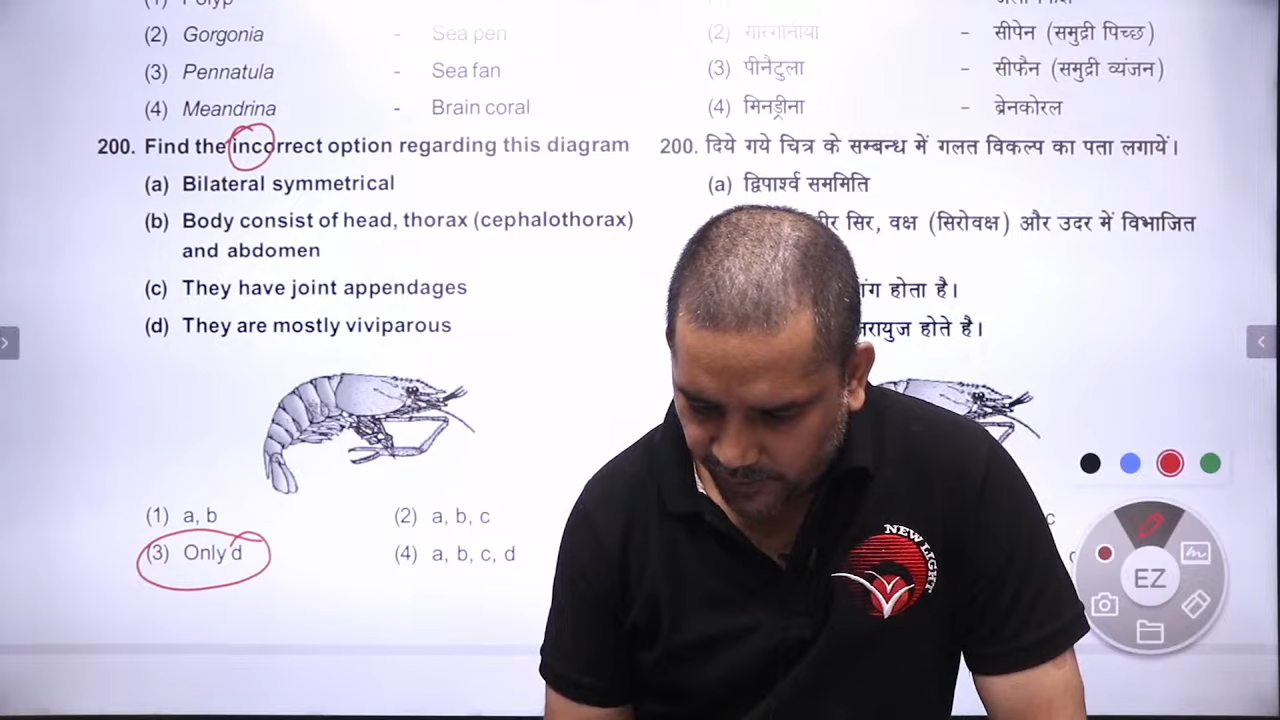 (2) Gorgonia - Sea pen
(3) Pennatula - Sea fan
(4) Meandrina - Brain coral
200. Find the incorrect option regarding this diagram
(a) Bilateral symmetrical
(b) Body consist of head, thorax (cephalothorax)
and abdomen
(c) They have joint appendages
(d) They are mostly viviparous
(1) a, b (2) a, b, c
(3) Only d (4) a, b, c, d
(2) गॉरगोनीया - सीपेन (समुद्री पिच्छ)
(3) पीनैटुला - सीफैन (समुद्री व्यंजन)
(4) मिनड्रीना - ब्रेनकोरल
200. दिये गये चित्र के सम्बन्ध में गलत विकल्प का पता लगायें।
(a) द्विपार्श्व सममिति
सिर, वक्ष (सिरोवक्ष) और उदर में विभाजित
होता है।
होते है।
NEW LIGHT
EZ